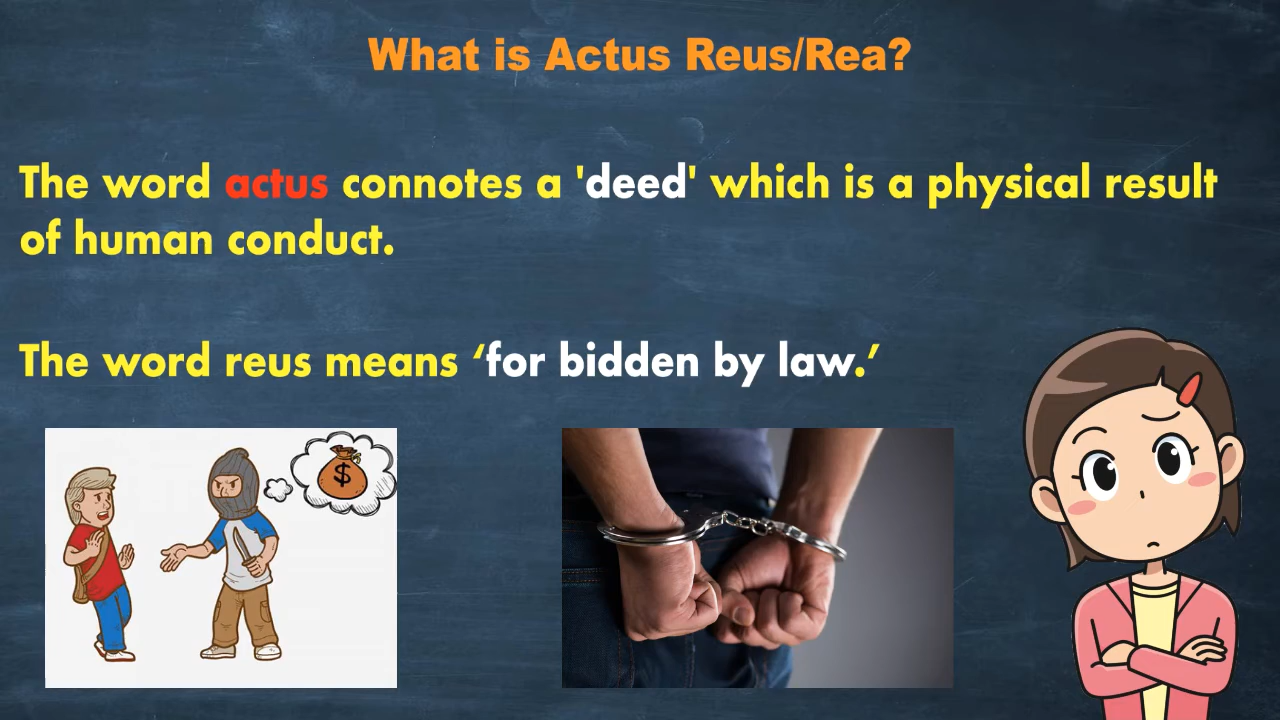 What is Actus Reus/Rea?
The word actus connotes a 'deed' which is a physical result
of human conduct.
The word reus means ‘for bidden by law.’
$